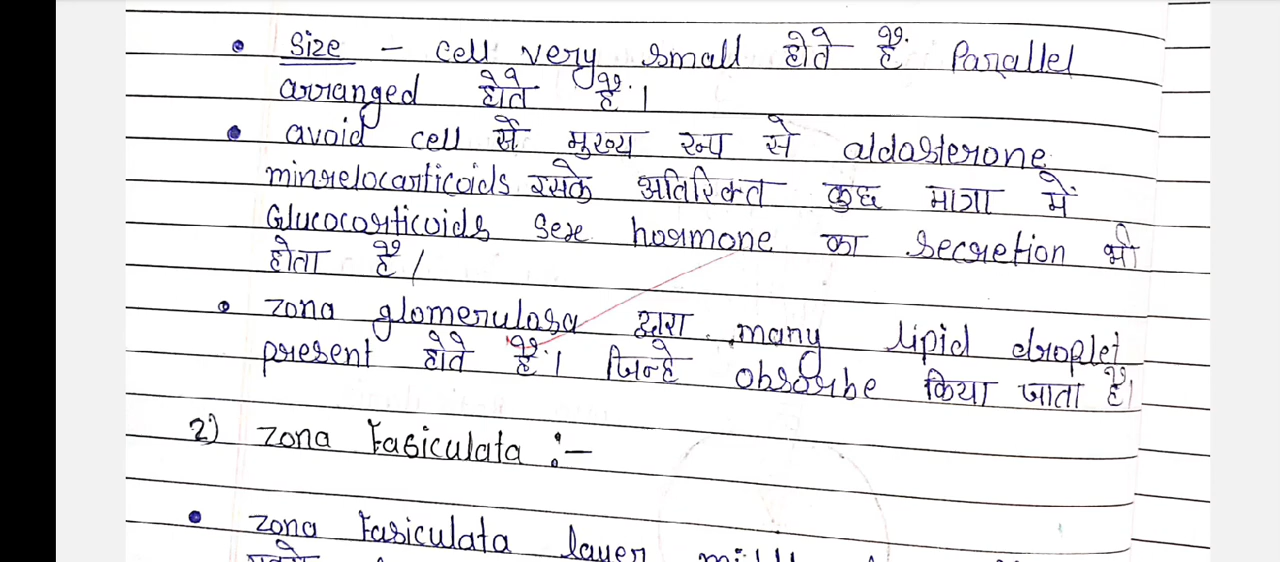 • Size - cell very small होते हैं. Parallel
arranged होते हैं.।
• avoid cell से मुख्य रूप से aldosterone
minrelocorticoids इसके अतिरिक्त कुछ मात्रा में
Glucocorticoids sex hormone का secretion भी
होता है।
• zona glomerulosa द्वारा many lipid droplet
present होते हैं.। जिन्हे obsorbe किया जाता है।
2) zona fasiculata :-
• zona fasiculata layer